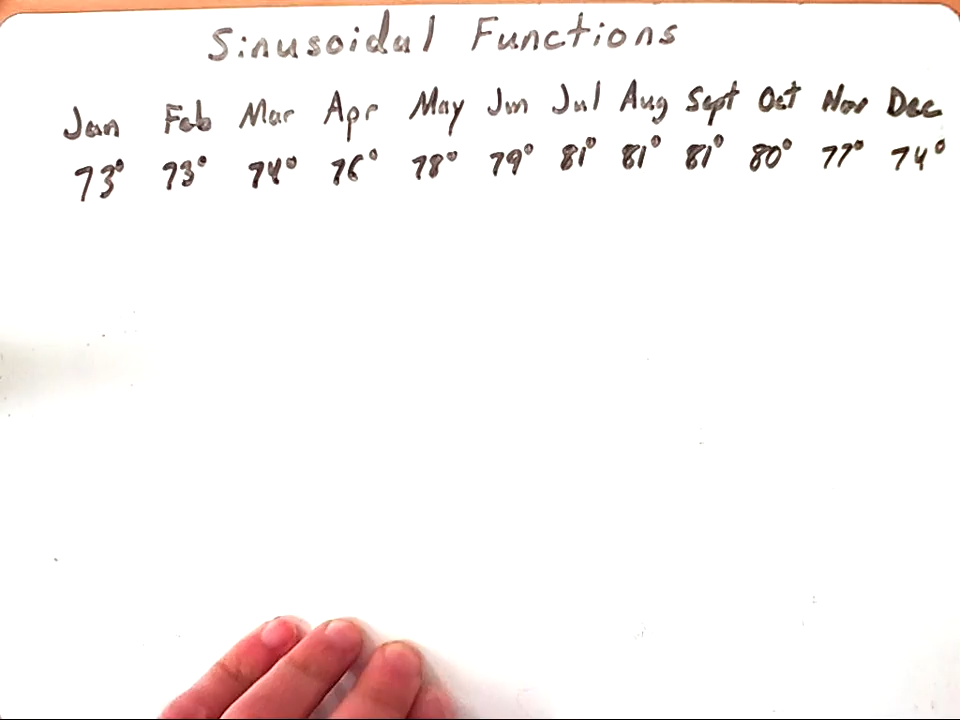 Sinusoidal Functions
Jan Feb Mar Apr May Jun Jul Aug Sept Oct Nov Dec
73° 73° 74° 76° 78° 79° 81° 81° 81° 80° 77° 74°